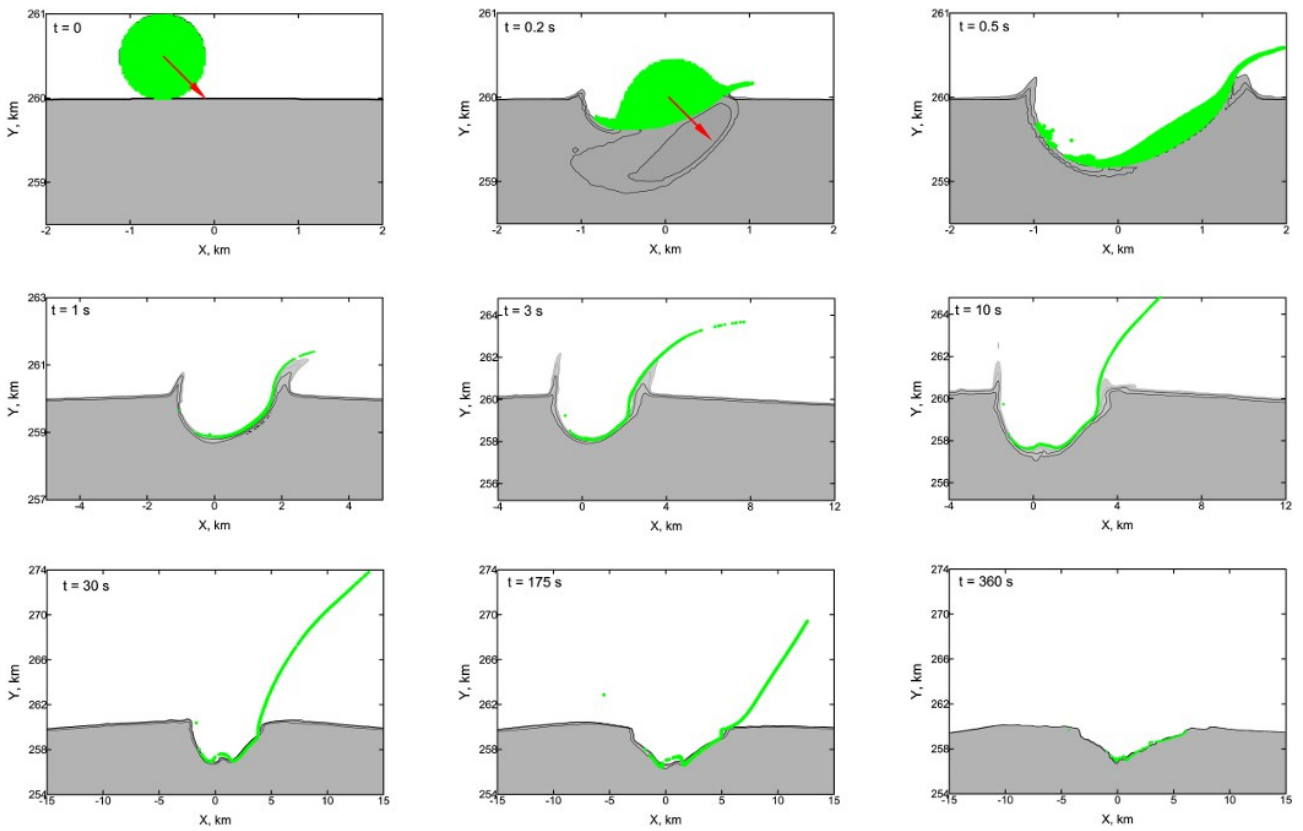 t = 0
261
260
259
Y, km
-2 -1 0 1 2
X, km
t = 0.2 s
261
260
259
Y, km
-2 -1 0 1 2
X, km
t = 0.5 s
261
260
259
Y, km
-2 -1 0 1 2
X, km
t = 1 s
263
261
259
257
Y, km
-4 -2 0 2 4
X, km
t = 3 s
264
262
260
258
256
Y, km
-4 0 4 8 12
X, km
t = 10 s
264
262
260
258
256
Y, km
-4 0 4 8 12
X, km
t = 30 s
274
270
266
262
258
254
Y, km
-15 -10 -5 0 5 10 15
X, km
t = 175 s
274
270
266
262
258
254
Y, km
-15 -10 -5 0 5 10 15
X, km
t = 360 s
274
270
266
262
258
254
Y, km
-15 -10 -5 0 5 10 15
X, km